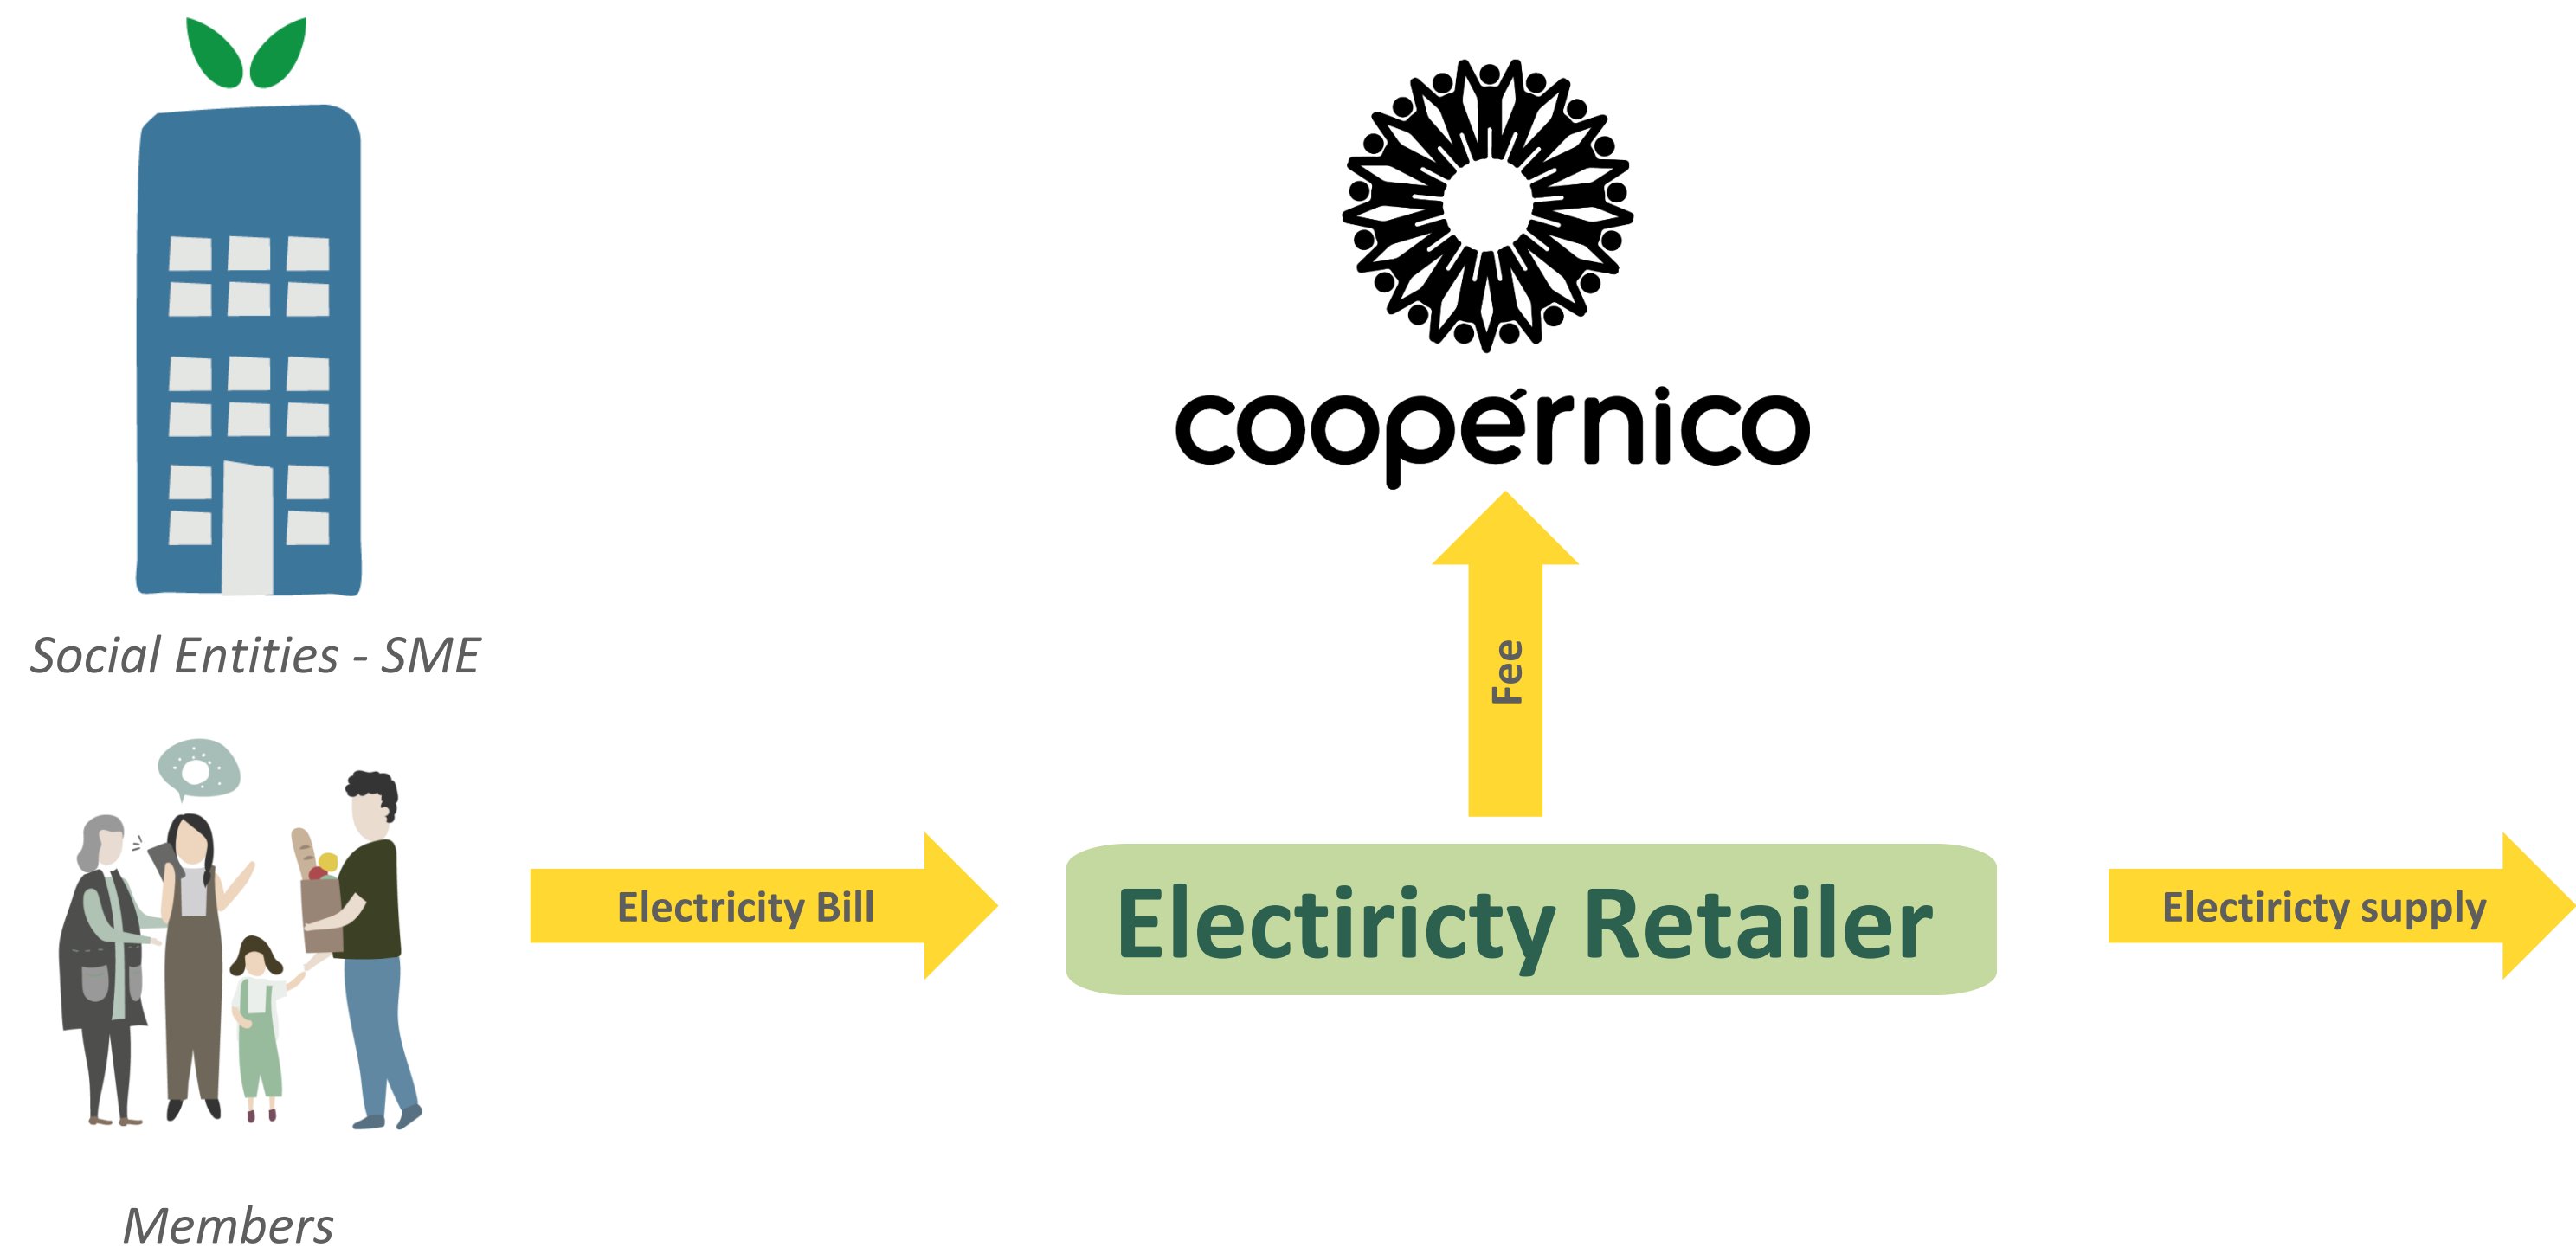 coopérnico
Social Entities - SME
Fee
Electricity Bill
Electiricty Retailer
Electiricty supply
Members